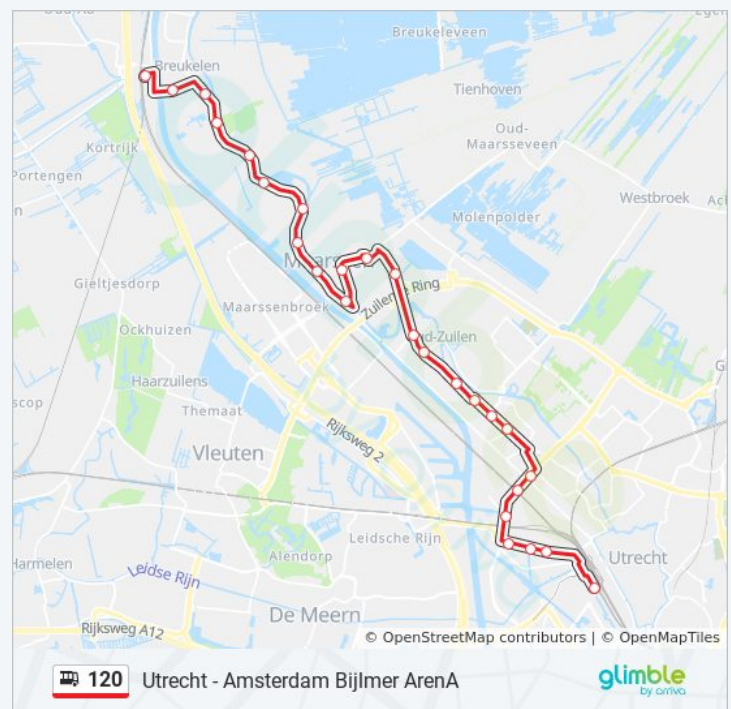 Breukeleveen
Breukelen
Tienhoven
Oud-
Maarsseveen
Kortrijk
Portengen
Westbroek
Molenpolder
Gieltjesdorp
Maarssenbroek
Zuilense Ring
Ockhuizen
Oud-Zuilen
Haarzuilens
Themaat
Rijksweg 2
Vleuten
Leidsche Rijn
Alendorp
Harmelen
Utrecht
Leidse Rijn
De Meern
Rijksweg A12
© OpenStreetMap contributors | © OpenMapTiles
120 Utrecht - Amsterdam Bijlmer ArenA
glimble
by arriva